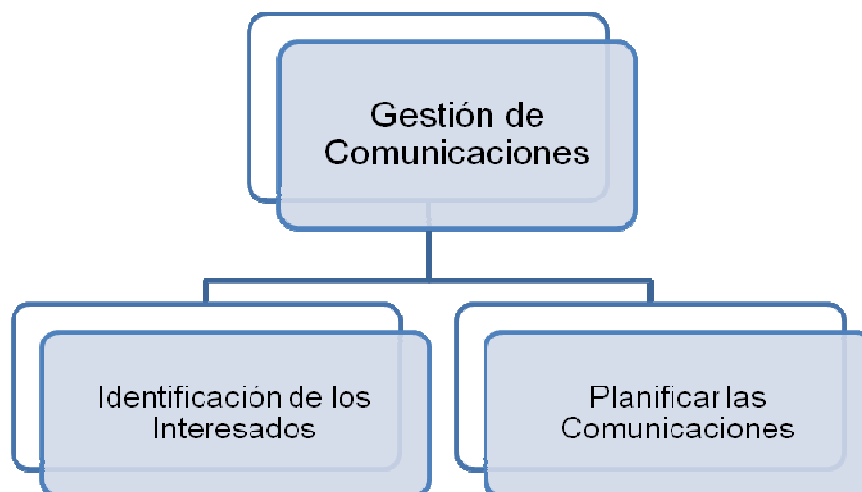 Gestión de
Comunicaciones
Identificación de los
Interesados
Planificar las
Comunicaciones